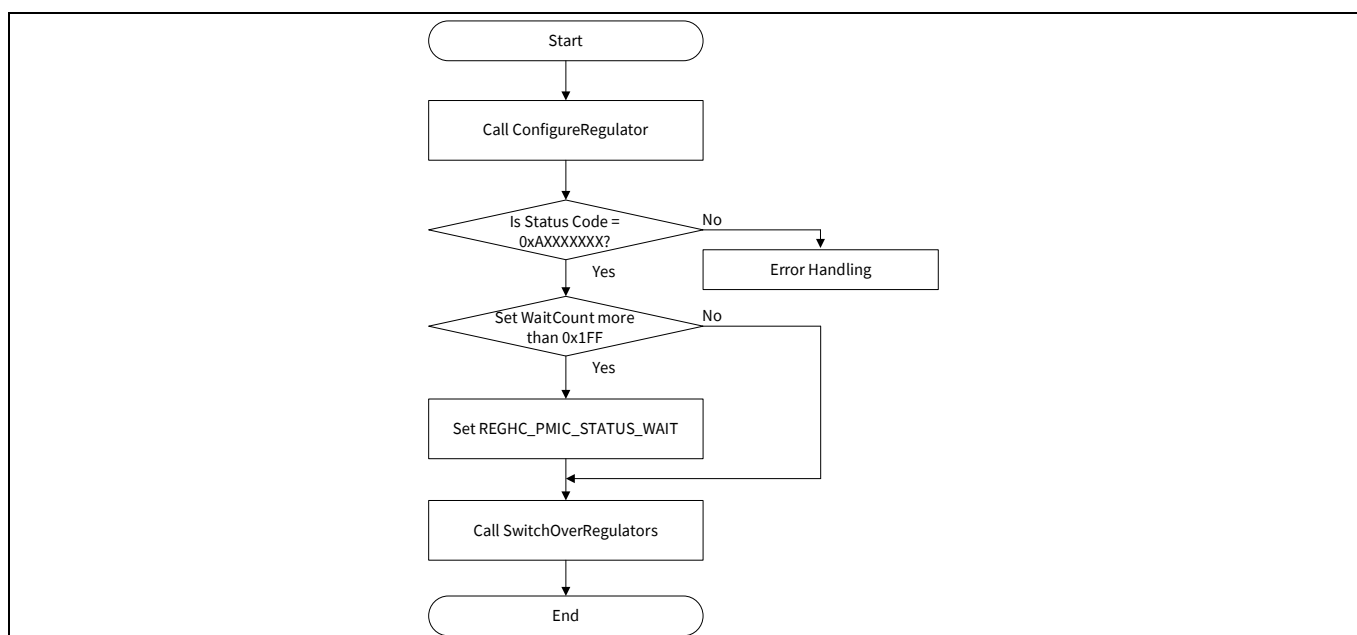 Start
Call ConfigureRegulator
Is Status Code =
0xAXXXXXXX?
No
Error Handling
Yes
Set WaitCount more
than 0x1FF
No
Yes
Set REGHC_PMIC_STATUS_WAIT
Call SwitchOverRegulators
End